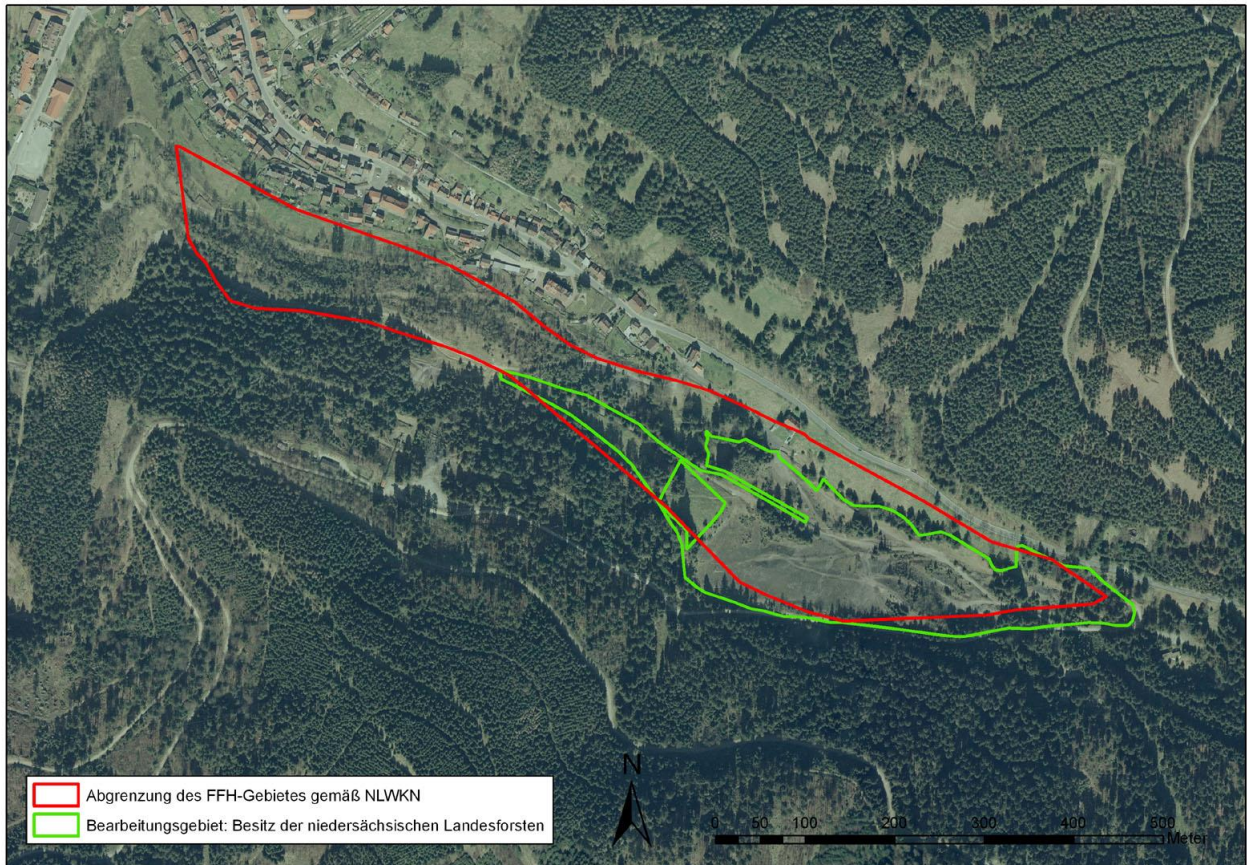 Abgrenzung des FFH-Gebietes gemäß NLWKN
Bearbeitungsgebiet: Besitz der niedersächsischen Landesforsten
N
0 50 100 200 300 400 500
Meter